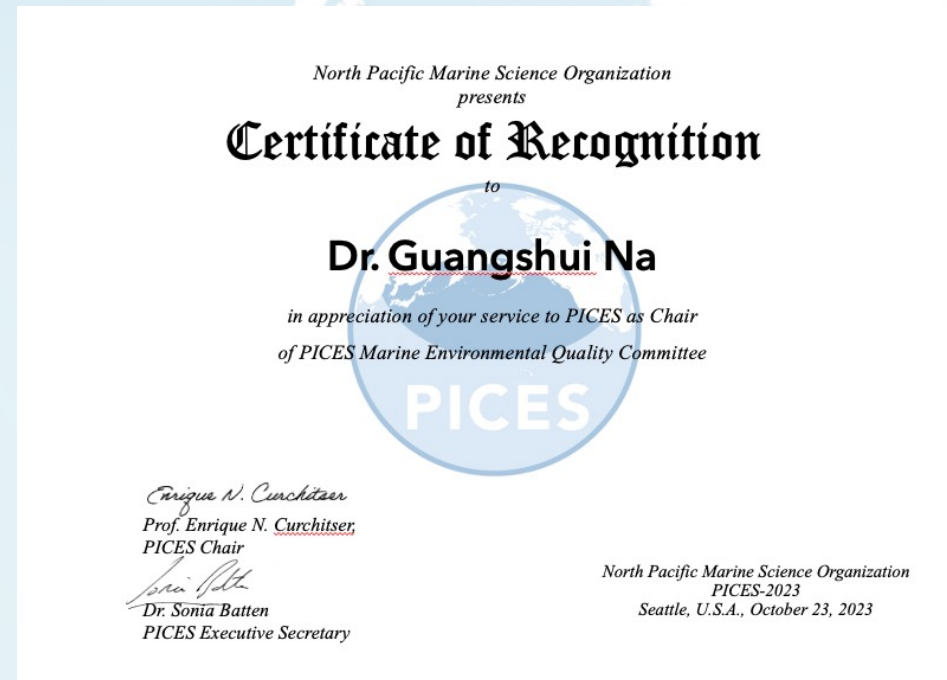 North Pacific Marine Science Organization
presents
Certificate of Recognition
to
Dr. Guangshui Na
in appreciation of your service to PICES as Chair
of PICES Marine Environmental Quality Committee
PICES
Enrique N. Curchitser
Prof. Enrique N. Curchitser,
PICES Chair
Sonia Batten
Dr. Sonia Batten
PICES Executive Secretary
North Pacific Marine Science Organization
PICES-2023
Seattle, U.S.A., October 23, 2023